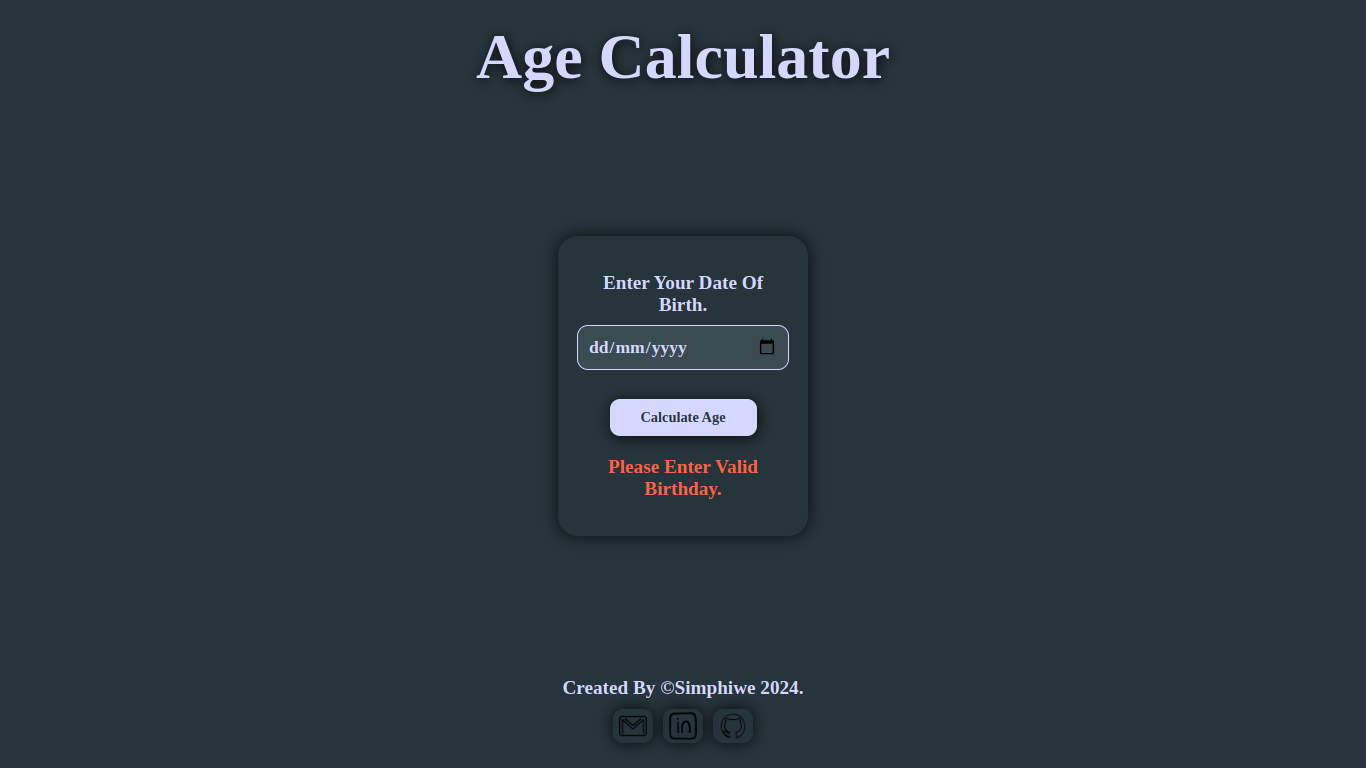 Age Calculator
Enter Your Date Of
Birth.
dd/mm/yyyy
Calculate Age
Please Enter Valid
Birthday.
Created By ©Simphiwe 2024.
in